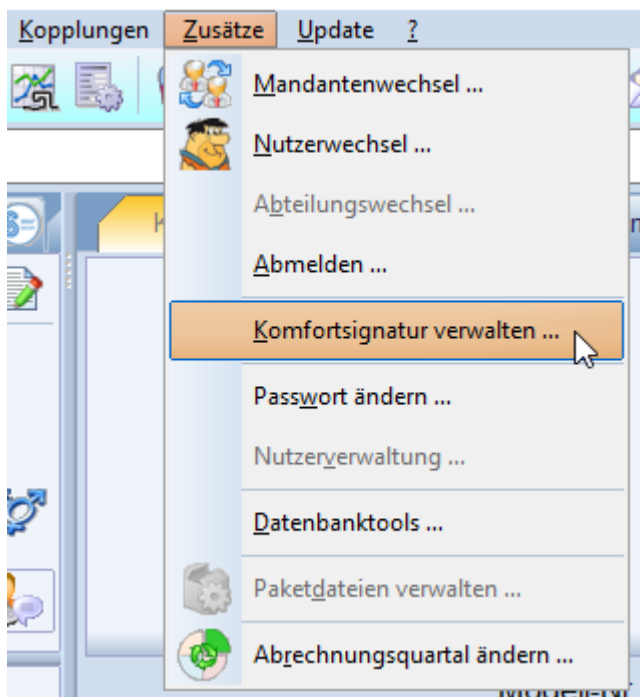 Kopplungen Zusätze Update ?
Mandantenwechsel ...
Nutzerwechsel ...
Abteilungswechsel ...
Abmelden ...
Komfortsignatur verwalten ...
Passwort ändern ...
Nutzerverwaltung ...
Datenbanktools ...
Paketdateien verwalten ...
Abrechnungsquartal ändern ...